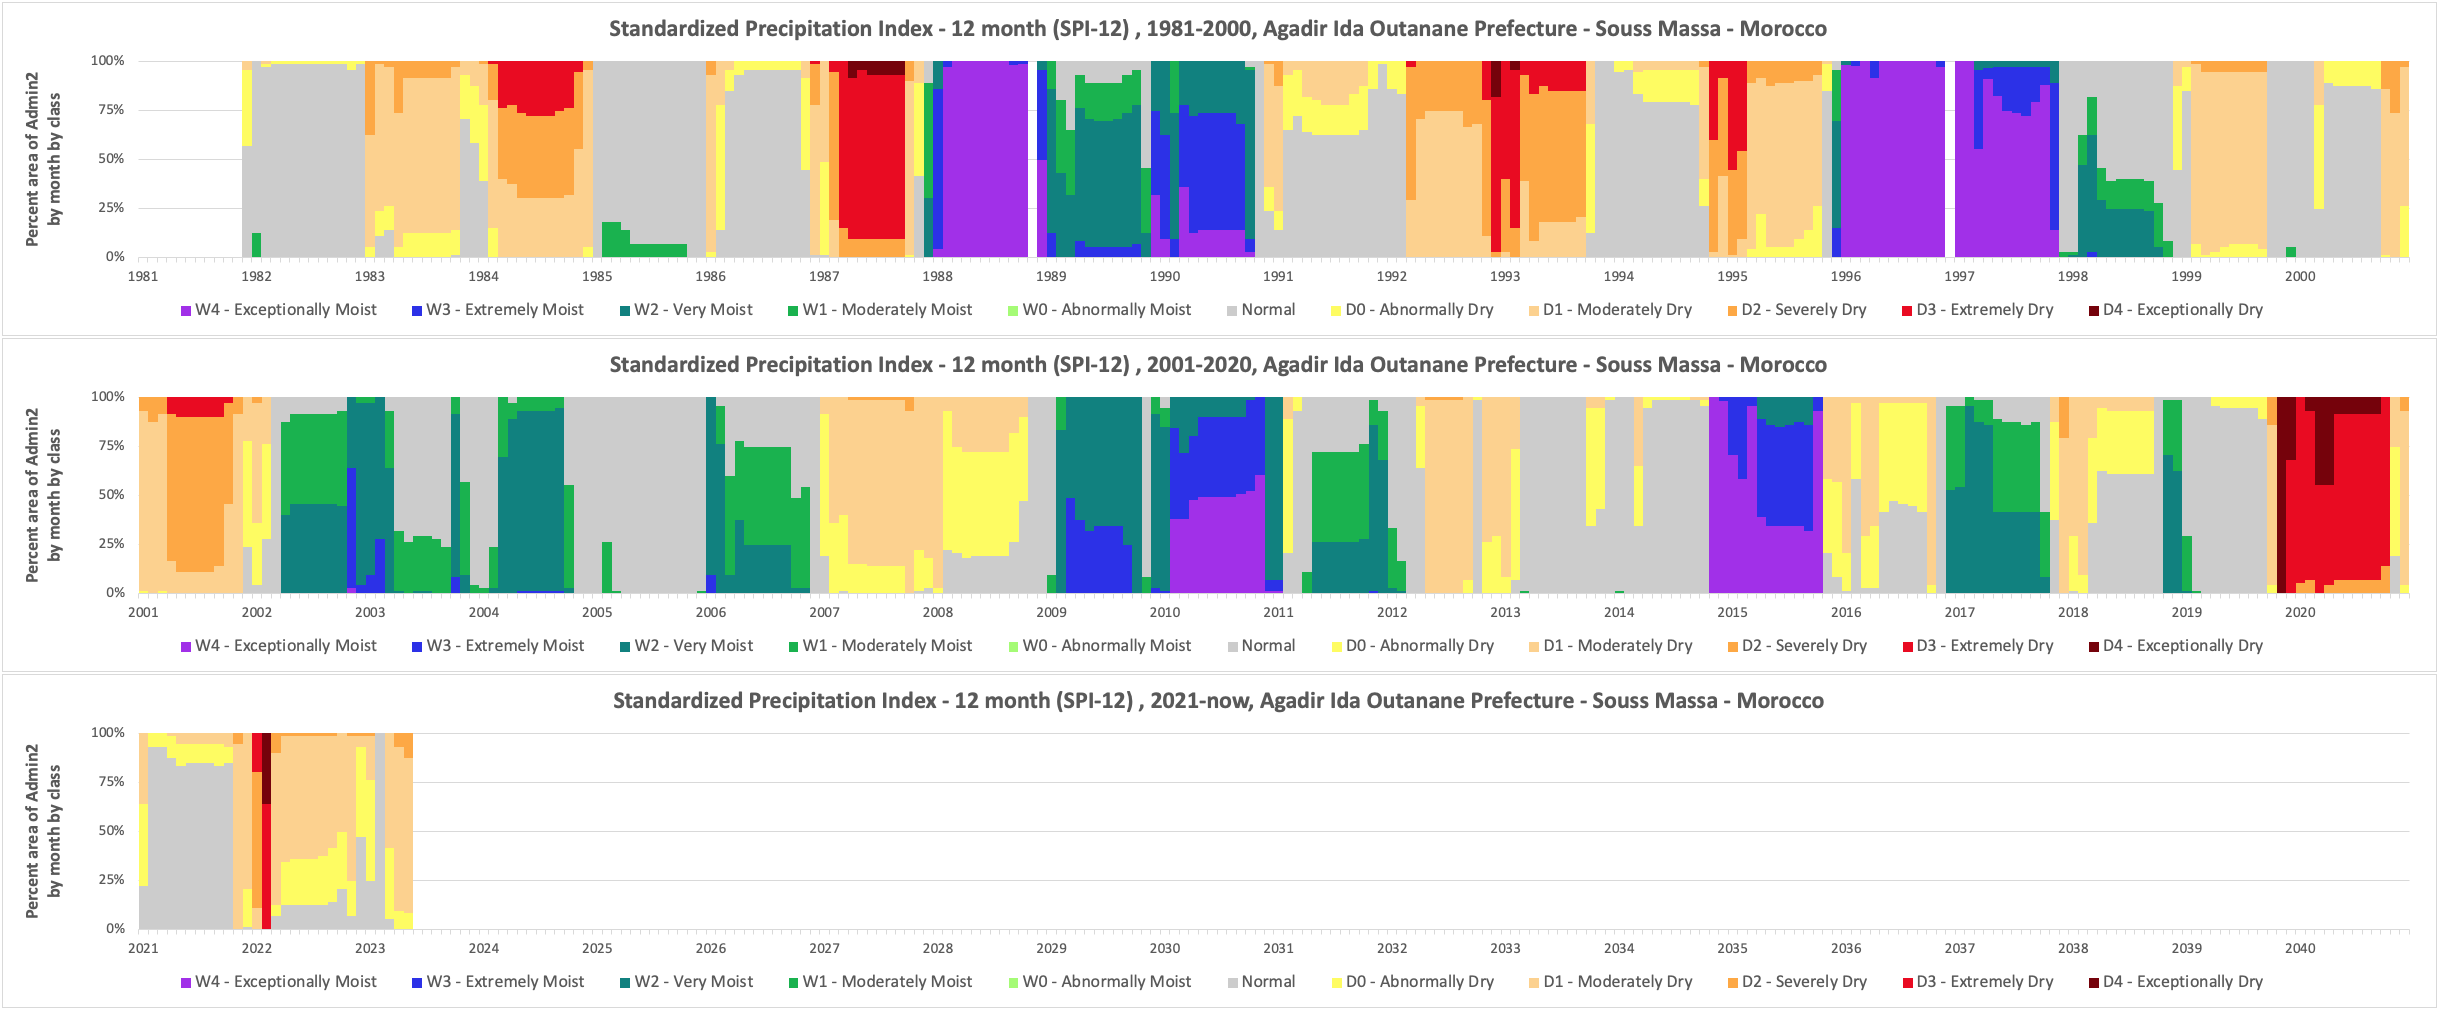 Standardized Precipitation Index - 12 month (SPI-12) , 1981-2000, Agadir Ida Outanane Prefecture - Souss Massa - Morocco
Percent area of Admin2
by month by class
100%
75%
50%
25%
0%
1981 1982 1983 1984 1985 1986 1987 1988 1989 1990 1991 1992 1993 1994 1995 1996 1997 1998 1999 2000
W4 - Exceptionally Moist W3 - Extremely Moist W2 - Very Moist W1 - Moderately Moist W0 - Abnormally Moist Normal D0 - Abnormally Dry D1 - Moderately Dry D2 - Severely Dry D3 - Extremely Dry D4 - Exceptionally Dry
Standardized Precipitation Index - 12 month (SPI-12) , 2001-2020, Agadir Ida Outanane Prefecture - Souss Massa - Morocco
Percent area of Admin2
by month by class
100%
75%
50%
25%
0%
2001 2002 2003 2004 2005 2006 2007 2008 2009 2010 2011 2012 2013 2014 2015 2016 2017 2018 2019 2020
W4 - Exceptionally Moist W3 - Extremely Moist W2 - Very Moist W1 - Moderately Moist W0 - Abnormally Moist Normal D0 - Abnormally Dry D1 - Moderately Dry D2 - Severely Dry D3 - Extremely Dry D4 - Exceptionally Dry
Standardized Precipitation Index - 12 month (SPI-12) , 2021-now, Agadir Ida Outanane Prefecture - Souss Massa - Morocco
Percent area of Admin2
by month by class
100%
75%
50%
25%
0%
2021 2022 2023 2024 2025 2026 2027 2028 2029 2030 2031 2032 2033 2034 2035 2036 2037 2038 2039 2040
W4 - Exceptionally Moist W3 - Extremely Moist W2 - Very Moist W1 - Moderately Moist W0 - Abnormally Moist Normal D0 - Abnormally Dry D1 - Moderately Dry D2 - Severely Dry D3 - Extremely Dry D4 - Exceptionally Dry